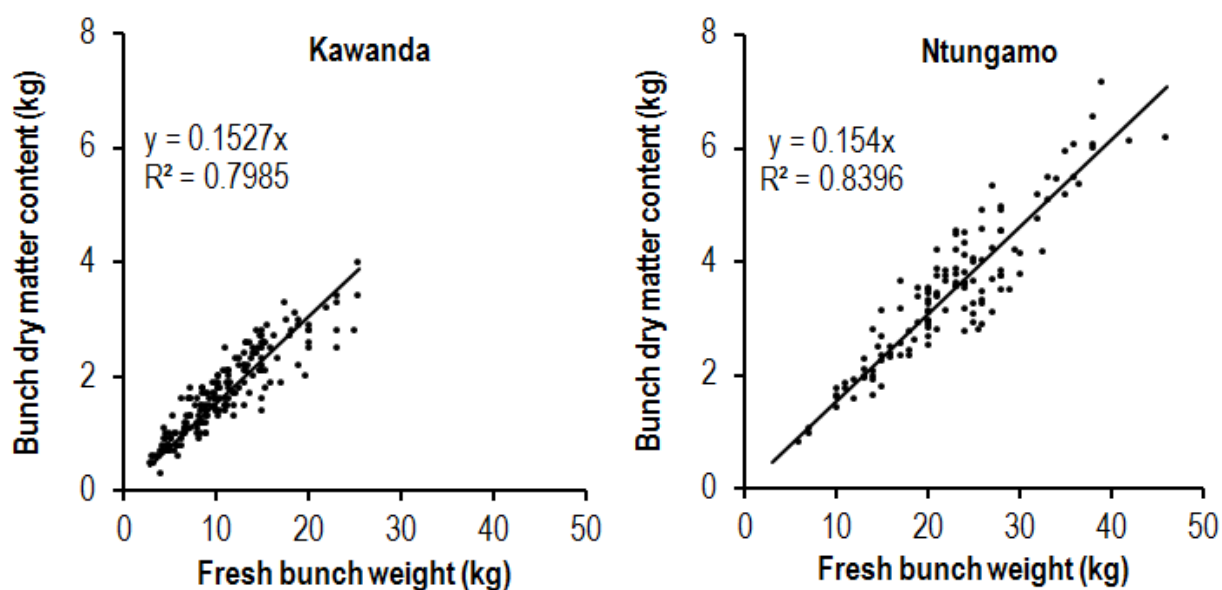 Kawanda
Bunch dry matter content (kg)
8
6
4
2
0
y = 0.1527x
R² = 0.7985
0 10 20 30 40 50
Fresh bunch weight (kg)
Ntungamo
Bunch dry matter content (kg)
8
6
4
2
0
y = 0.154x
R² = 0.8396
0 10 20 30 40 50
Fresh bunch weight (kg)